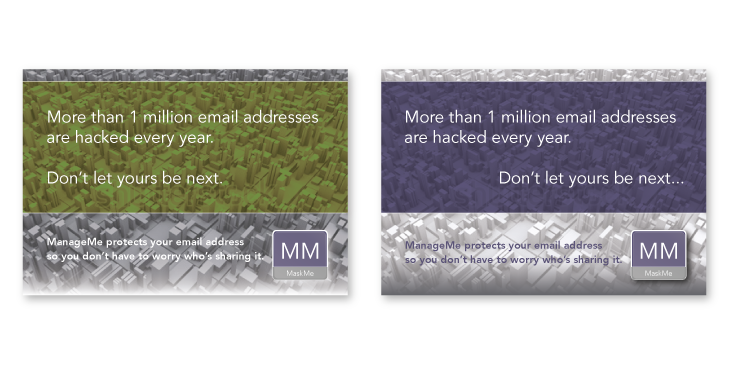 More than 1 million email addresses
are hacked every year.
Don't let yours be next.
ManageMe protects your email address
so you don't have to worry who's sharing it.
MM
MaskMe
More than 1 million email addresses
are hacked every year.
Don't let yours be next...
ManageMe protects your email address
so you don't have to worry who's sharing it.
MM
MaskMe